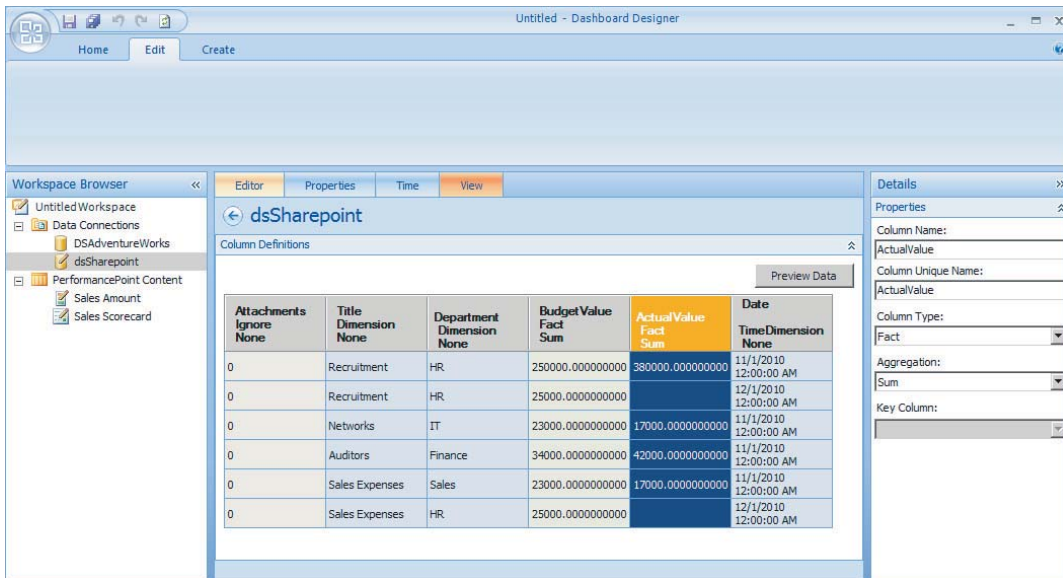 Untitled - Dashboard Designer
Home Edit Create
Workspace Browser «
Untitled Workspace
Data Connections
DSAdventureWorks
dsSharepoint
PerformancePoint Content
Sales Amount
Sales Scorecard
Editor Properties Time View
dsSharepoint
Column Definitions
Preview Data
Attachments Ignore None
Title Dimension None
Department Dimension None
BudgetValue Fact Sum
ActualValue Fact Sum
Date TimeDimension None
0 Recruitment HR 250000.000000000 380000.000000000 11/1/2010 12:00:00 AM
0 Recruitment HR 25000.0000000000 12/1/2010 12:00:00 AM
0 Networks IT 23000.0000000000 17000.0000000000 11/1/2010 12:00:00 AM
0 Auditors Finance 34000.0000000000 42000.0000000000 11/1/2010 12:00:00 AM
0 Sales Expenses Sales 23000.0000000000 17000.0000000000 11/1/2010 12:00:00 AM
0 Sales Expenses HR 25000.0000000000 12/1/2010 12:00:00 AM
Details »
Properties
Column Name:
ActualValue
Column Unique Name:
ActualValue
Column Type:
Fact
Aggregation:
Sum
Key Column: